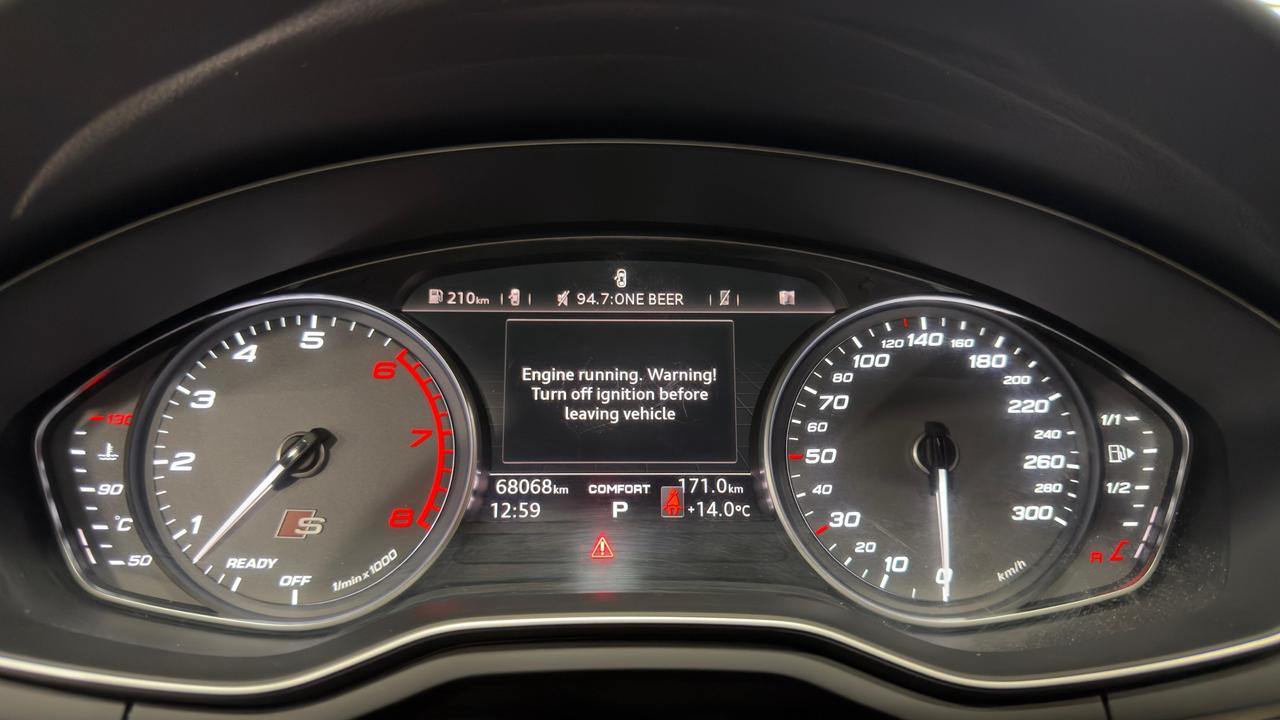 210km
94.7:ONE BEER
Engine running. Warning!
Turn off ignition before
leaving vehicle
68068km COMFORT 171.0km
12:59 P +14.0°C
130
90
°C
50
OFF
READY
1
2
3
4
5
6
7
8
1/min x 1000
S
0
10
20
30
40
50
60
70
80
100
120
140
160
180
200
220
240
260
280
300
km/h
1/1
1/2
R